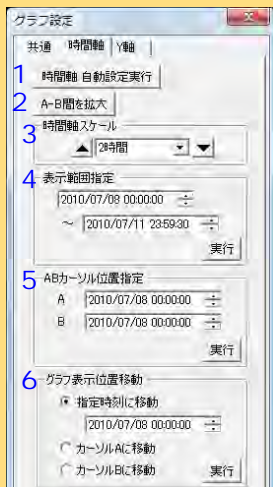 グラフ設定
共通 時間軸 Y軸
1 時間軸 自動設定実行
2 A-B間を拡大
3 時間軸スケール
2時間
4 表示範囲指定
2010/07/08 00:00:00
～ 2010/07/11 23:59:30
実行
5 ABカーソル位置指定
A 2010/07/08 00:00:00
B 2010/07/08 00:00:00
実行
6 グラフ表示位置移動
指定時刻に移動
2010/07/08 00:00:00
カーソルAに移動
カーソルBに移動 実行